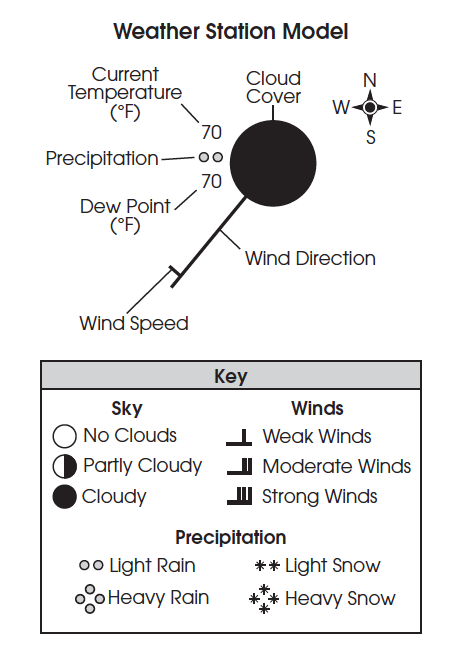 Weather Station Model
Current
Temperature
(°F)
Cloud
Cover
N
W
E
S
70
Precipitation
70
Dew Point
(°F)
Wind Direction
Wind Speed
Key
Sky
Winds
No Clouds
Weak Winds
Partly Cloudy
Moderate Winds
Cloudy
Strong Winds
Precipitation
Light Rain
Light Snow
Heavy Rain
Heavy Snow